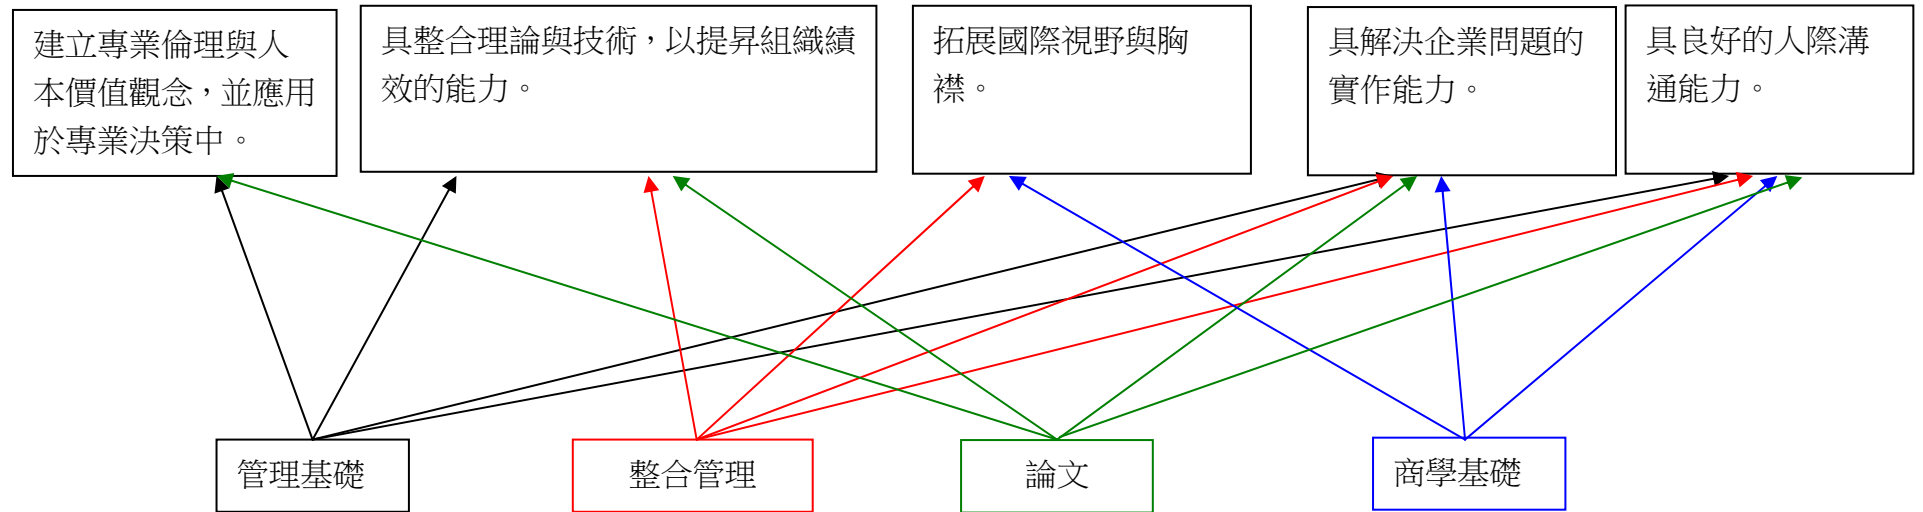 建立專業倫理與人
本價值觀念，並應用
於專業決策中。
具整合理論與技術，以提昇組織績
效的能力。
拓展國際視野與胸
襟。
具解決企業問題的
實作能力。
具良好的人際溝
通能力。
管理基礎
整合管理
論文
商學基礎